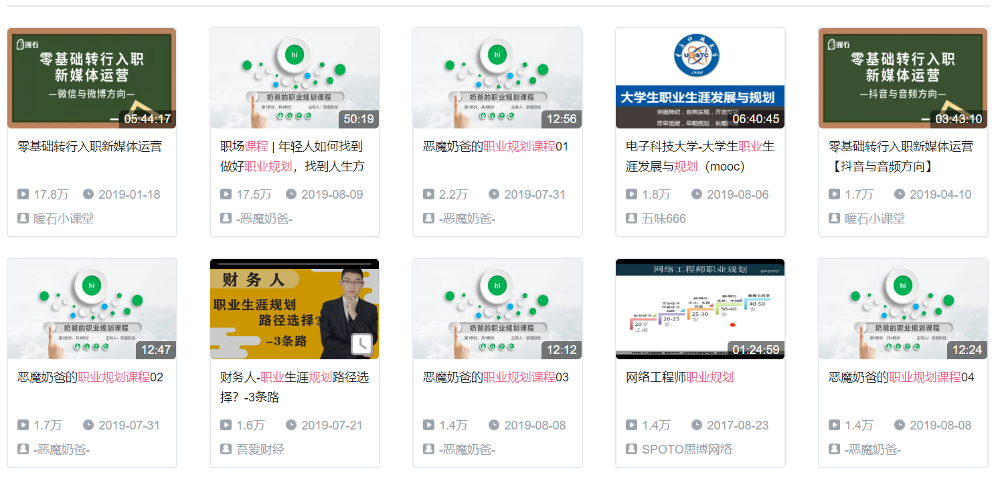 暖石
零基础转行入职
新媒体运营
—微信与微博方向—
05:44:17
零基础转行入职新媒体运营
17.8万 2019-01-18
暖石小课堂
hi
奶爸的职业规划课程
50:19
职场课程 | 年轻人如何找到
做好职业规划，找到人生方
17.5万 2019-08-09
-恶魔奶爸-
hi
奶爸的职业规划课程
第1部分，共4部分 主讲人：恶魔奶爸
12:56
恶魔奶爸的职业规划课程01
2.2万 2019-07-31
-恶魔奶爸-
UESTC
1956
大学生职业生涯发展与规划
突破障碍，自我实现，开发潜能
尽早觉醒，早期规划，长期
06:40:45
电子科技大学-大学生职业生
涯发展与规划（mooc）
1.8万 2019-08-06
五味666
暖石
零基础转行入职
新媒体运营
—抖音与音频方向—
03:43:10
零基础转行入职新媒体运营
【抖音与音频方向】
1.7万 2019-04-10
暖石小课堂
hi
奶爸的职业规划课程
第2部分，共4部分 主讲人：恶魔奶爸
12:47
恶魔奶爸的职业规划课程02
1.7万 2019-07-31
-恶魔奶爸-
财务人
职业生涯规划
路径选择?
-3条路
财务人-职业生涯规划路径选
择？-3条路
1.6万 2019-07-21
吾爱财经
hi
奶爸的职业规划课程
第3部分，共4部分 主讲人：恶魔奶爸
12:12
恶魔奶爸的职业规划课程03
1.4万 2019-08-08
-恶魔奶爸-
网络工程师职业规划
SPOTO
20岁
之前
20-25
岁
25-30
岁
30-40
岁
40-50
岁
01:24:59
网络工程师职业规划
1.4万 2017-08-23
SPOTO思博网络
hi
奶爸的职业规划课程
第4部分，共4部分 主讲人：恶魔奶爸
12:24
恶魔奶爸的职业规划课程04
1.4万 2019-08-08
-恶魔奶爸-